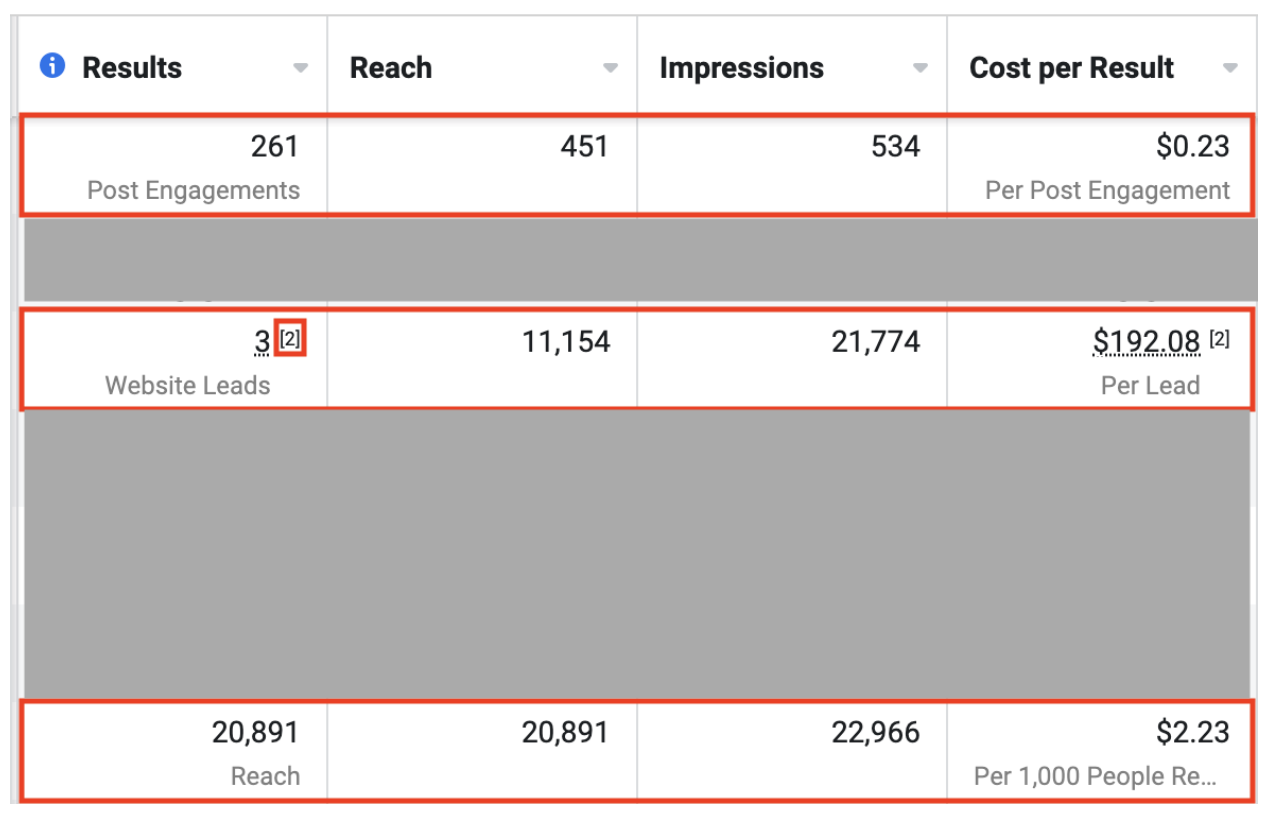 Results Reach Impressions Cost per Result
261 451 534 $0.23
Post Engagements Per Post Engagement
3 [2] 11,154 21,774 $192.08 [2]
Website Leads Per Lead
20,891 20,891 22,966 $2.23
Reach Per 1,000 People Re...